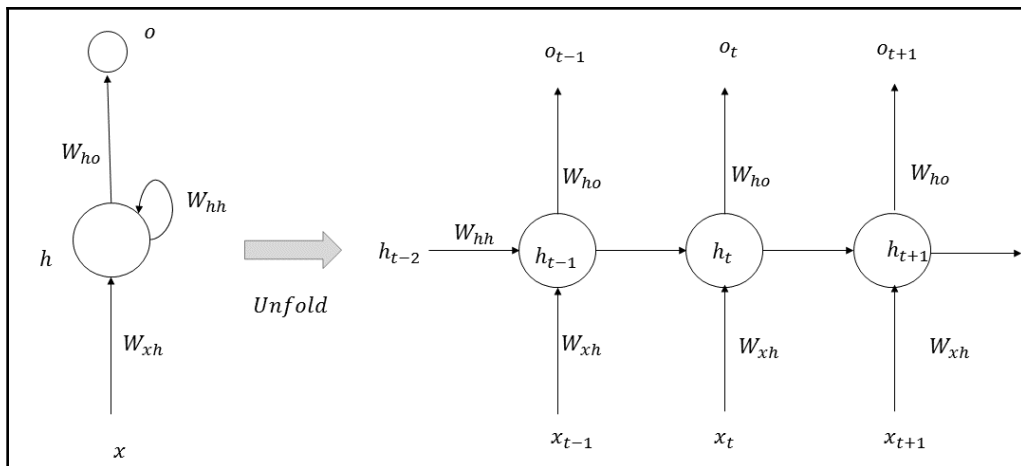 o
W_{ho}
W_{hh}
h
W_{xh}
x
Unfold
o_{t-1}
o_t
o_{t+1}
W_{ho}
W_{ho}
W_{ho}
h_{t-2}
W_{hh}
h_{t-1}
h_t
h_{t+1}
W_{xh}
W_{xh}
W_{xh}
x_{t-1}
x_t
x_{t+1}